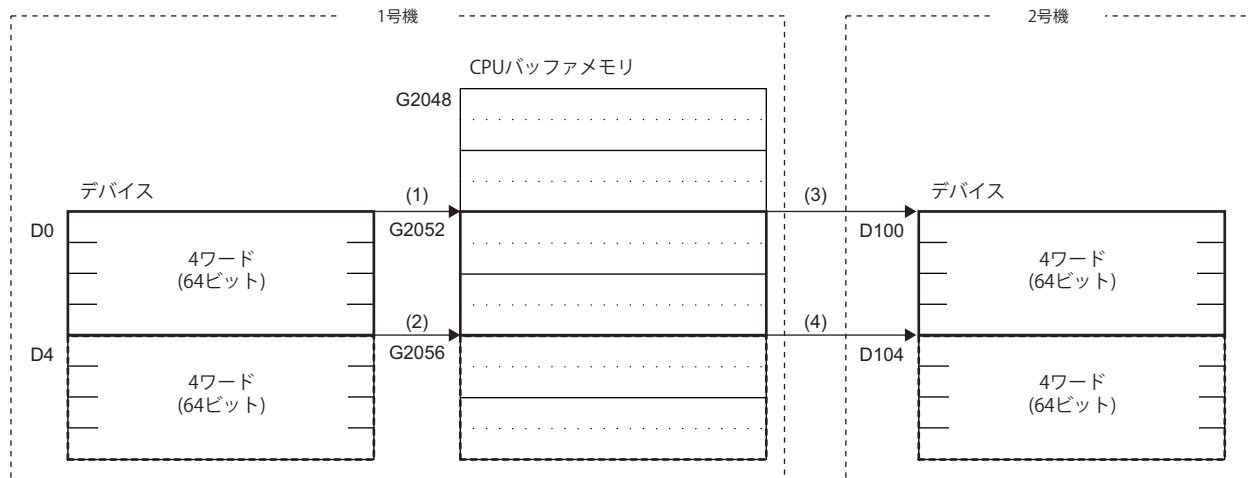 1号機
2号機
CPUバッファメモリ
G2048
デバイス
(1)
(3)
デバイス
D0
G2052
D100
4ワード
(64ビット)
4ワード
(64ビット)
(2)
(4)
D4
G2056
D104
4ワード
(64ビット)
4ワード
(64ビット)